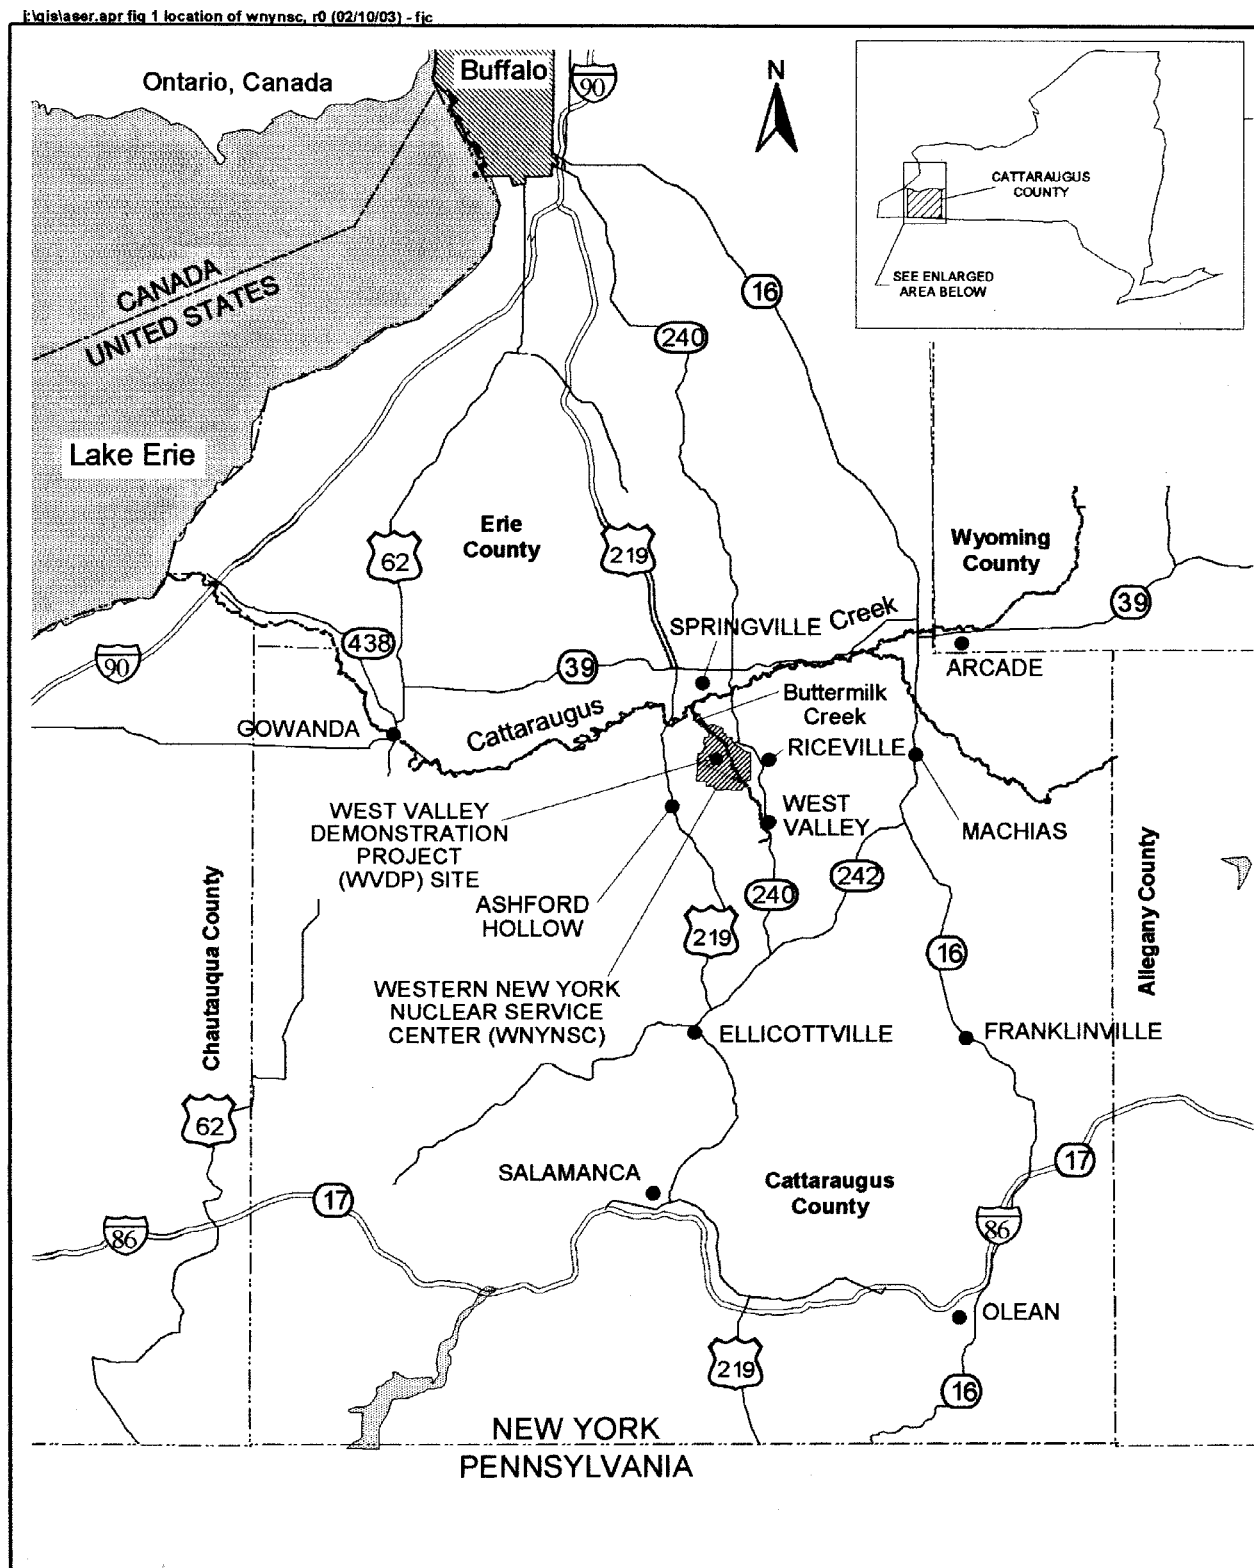 j:\gis\aser.apr fig 1 location of wnynsc, r0 (02/10/03) - fjc
Ontario, Canada
Buffalo
90
N
CATTARAUGUS
COUNTY
SEE ENLARGED
AREA BELOW
CANADA
UNITED STATES
16
240
Lake Erie
Erie
County
62
219
Wyoming
County
39
438
SPRINGVILLE
Creek
90
39
ARCADE
GOWANDA
Cattaraugus
Buttermilk
Creek
RICEVILLE
WEST VALLEY
DEMONSTRATION
PROJECT
(WVDP) SITE
WEST
VALLEY
MACHIAS
Chautauqua County
Allegany County
ASHFORD
HOLLOW
240
242
219
16
WESTERN NEW YORK
NUCLEAR SERVICE
CENTER (WNYNSC)
ELLICOTTVILLE
FRANKLINVILLE
62
SALAMANCA
Cattaraugus
County
17
17
86
86
OLEAN
219
16
NEW YORK
PENNSYLVANIA